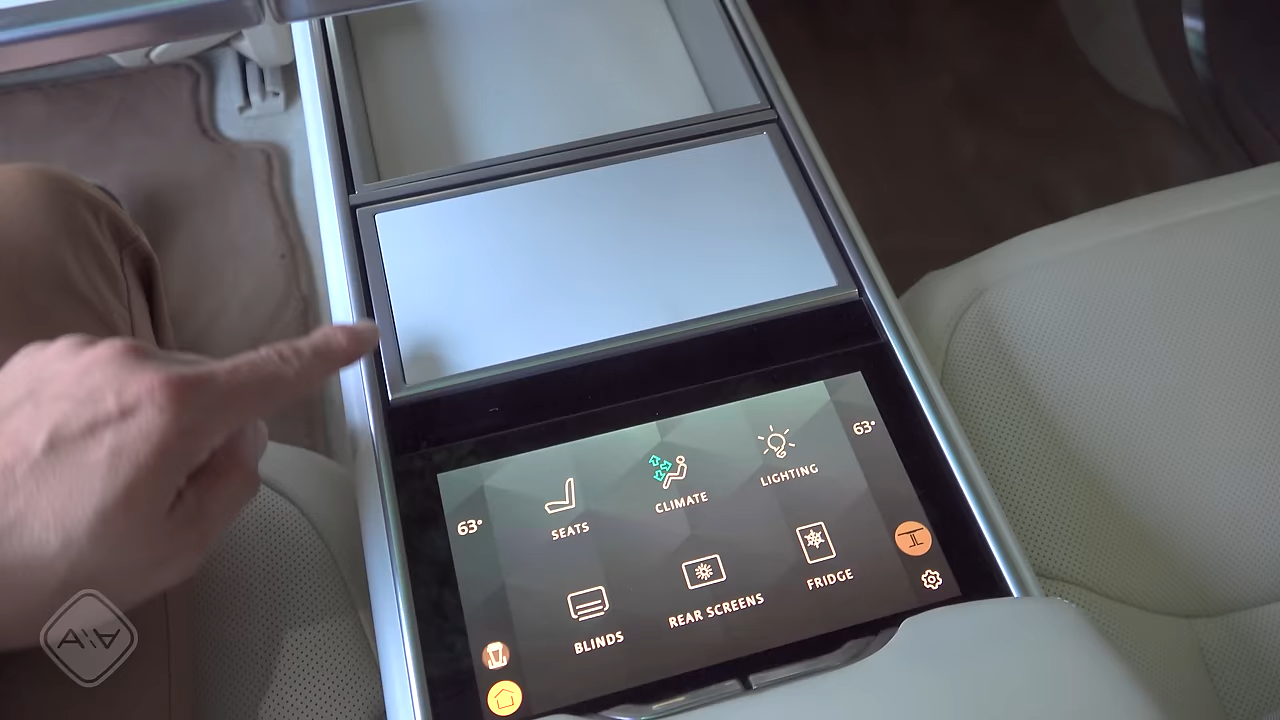 63°
SEATS
CLIMATE
LIGHTING
63°
BLINDS
REAR SCREENS
FRIDGE